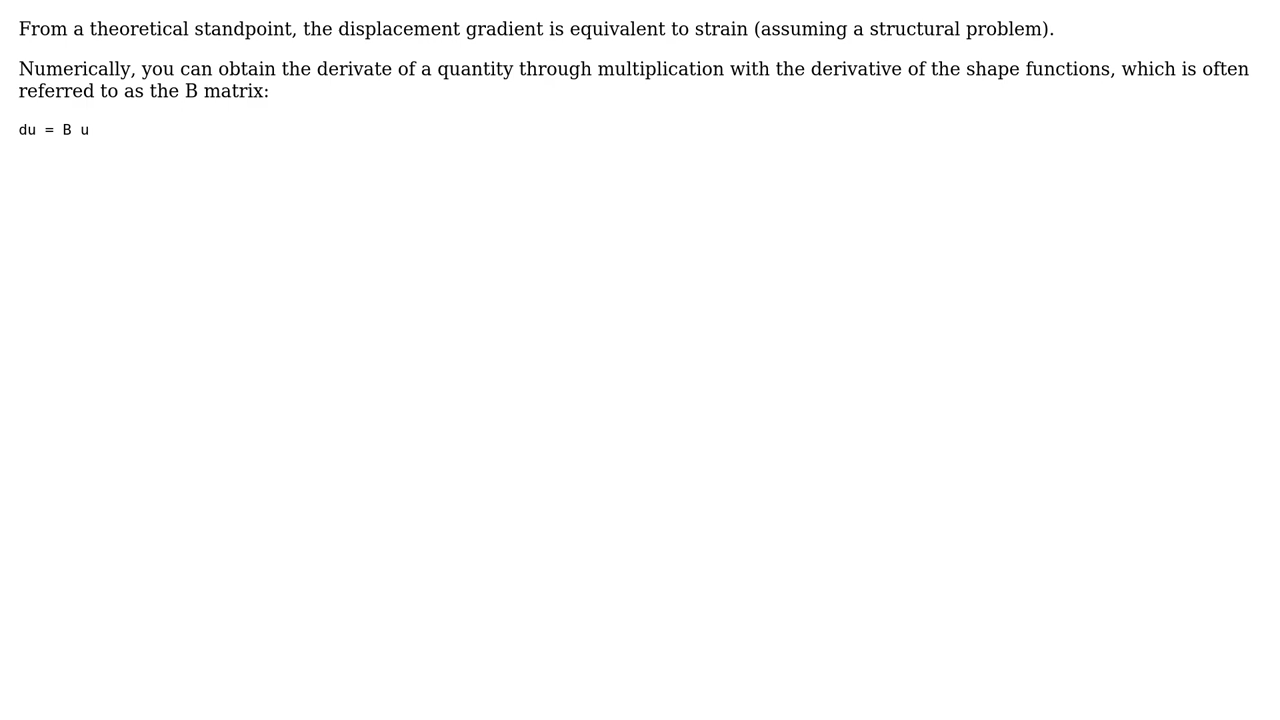 From a theoretical standpoint, the displacement gradient is equivalent to strain (assuming a structural problem).
Numerically, you can obtain the derivate of a quantity through multiplication with the derivative of the shape functions, which is often
referred to as the B matrix:
du = B u